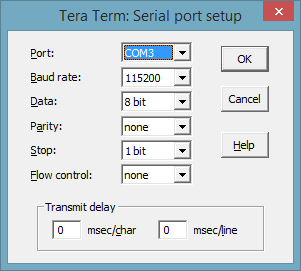 Tera Term: Serial port setup
Port: COM3 OK
Baud rate: 115200
Data: 8 bit Cancel
Parity: none
Stop: 1 bit Help
Flow control: none
Transmit delay
0 msec/char 0 msec/line